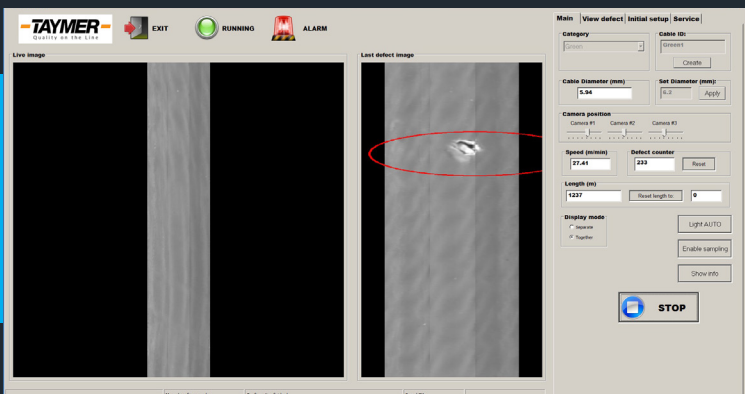 TAYMER
Quality on the Line
EXIT
RUNNING
ALARM
Live image
Last defect image
Main
View defect
Initial setup
Service
Category
Green
Cable ID:
Green1
Create
Cable Diameter (mm)
5.94
Set Diameter (mm):
6.2
Apply
Camera position
Camera #1
Camera #2
Camera #3
Speed (m/min)
27.41
Defect counter
233
Reset
Length (m)
1237
Reset length to
0
Display mode
Separate
Together
Light AUTO
Enable sampling
Show info
STOP